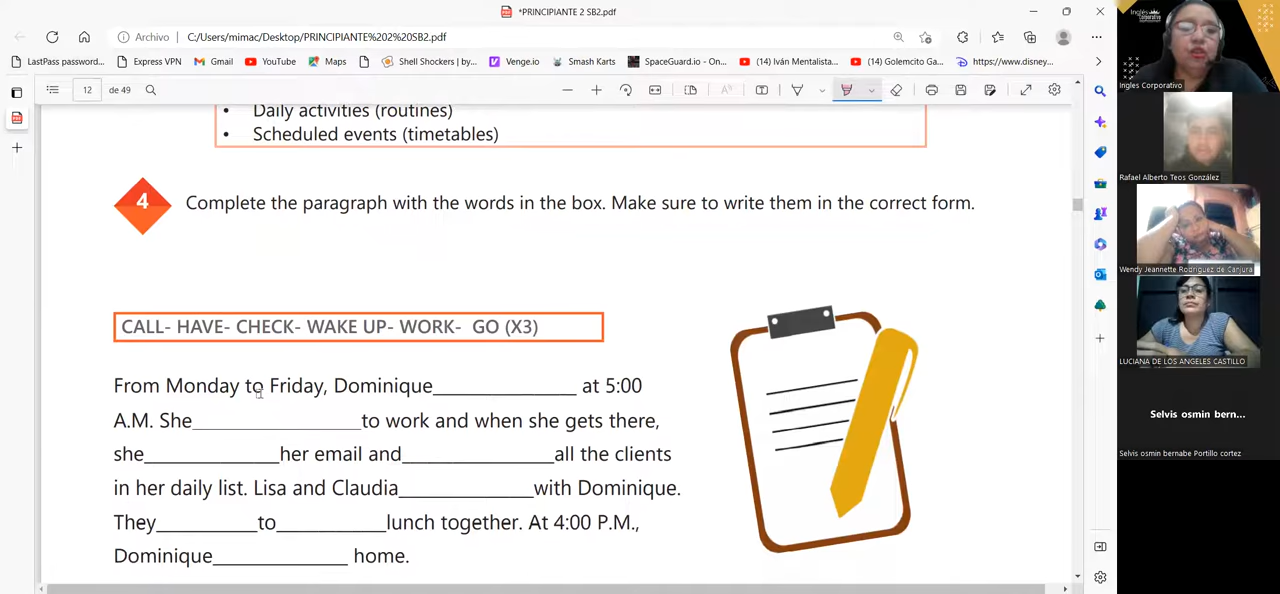 *PRINCIPIANTE 2 SB2.pdf
Archivo C:/Users/mimac/Desktop/PRINCIPIANTE%202%20SB2.pdf
LastPass password... Express VPN Gmail YouTube Maps Shell Shockers | by... Venge.io Smash Karts SpaceGuard.io - On... (14) Iván Mentalista... (14) Golemcito Ga... https://www.disney...
12 de 49
• Daily activities (routines)
• Scheduled events (timetables)
4 Complete the paragraph with the words in the box. Make sure to write them in the correct form.
CALL- HAVE- CHECK- WAKE UP- WORK- GO (X3)
From Monday to Friday, Dominique_______________ at 5:00
A.M. She_________________to work and when she gets there,
she______________her email and________________all the clients
in her daily list. Lisa and Claudia______________with Dominique.
They__________to___________lunch together. At 4:00 P.M.,
Dominique______________ home.
Inglés
Corporative
Ingles Corporativo
Rafael Alberto Teos González
Wendy Jeannette Rodriguez de Canjura
LUCIANA DE LOS ANGELES CASTILLO
Selvis osmin bern...
Selvis osmin bernabe Portillo cortez